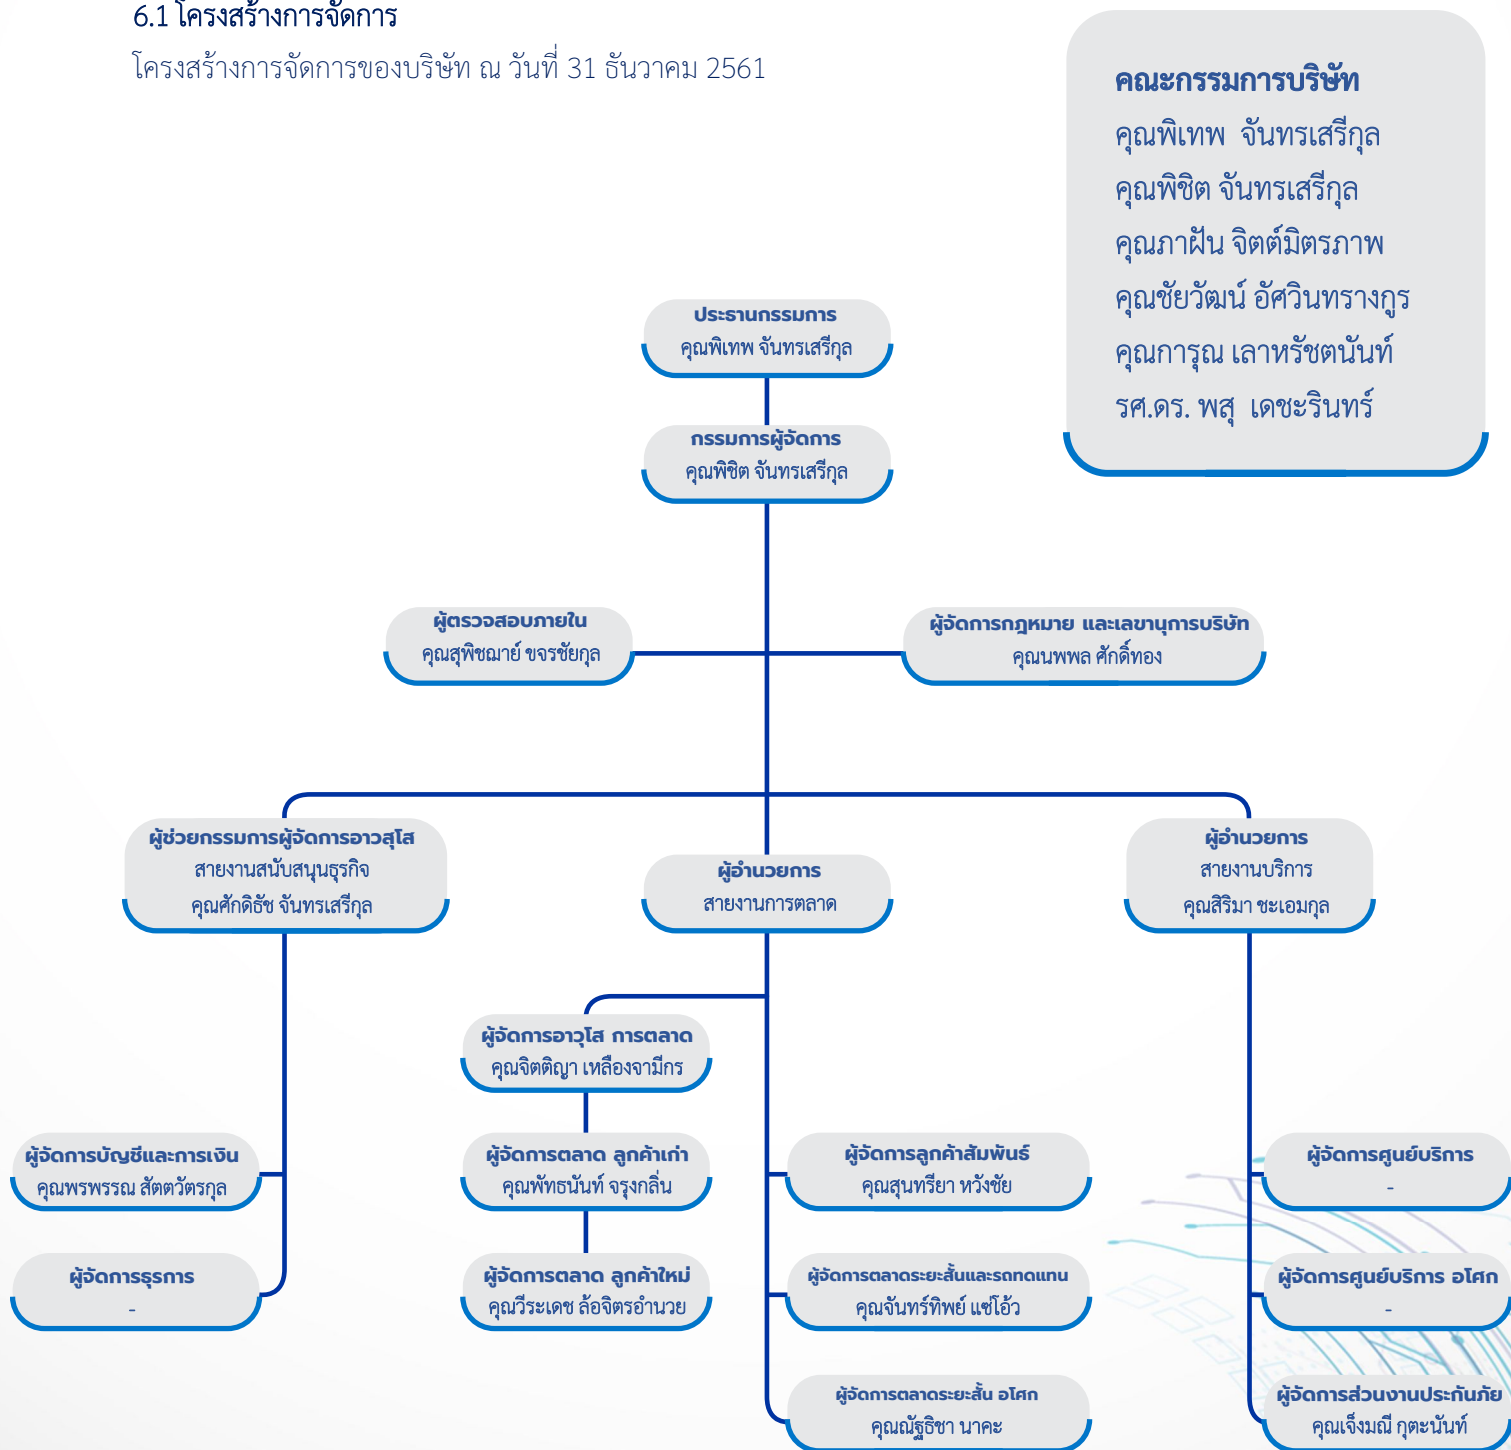 6.1 โครงสร้างการจัดการ
โครงสร้างการจัดการของบริษัท ณ วันที่ 31 ธันวาคม 2561
คณะกรรมการบริษัท
คุณพิเทพ จันทรเสรีกุล
คุณพิชิต จันทรเสรีกุล
คุณภาฝัน จิตต์มิตรภาพ
คุณชัยวัฒน์ อัศวินทรางกูร
คุณการุณ เลาหรัชตนันท์
รศ.ดร. พสุ เดชะรินทร์
ประธานกรรมการ
คุณพิเทพ จันทรเสรีกุล
กรรมการผู้จัดการ
คุณพิชิต จันทรเสรีกุล
ผู้ตรวจสอบภายใน
คุณสุพิชฌาย์ ขจรชัยกุล
ผู้จัดการกฎหมาย และเลขานุการบริษัท
คุณนพพล ศักดิ์ทอง
ผู้ช่วยกรรมการผู้จัดการอาวสุโส
สายงานสนับสนุนธุรกิจ
คุณศักดิธัช จันทรเสรีกุล
ผู้อำนวยการ
สายงานการตลาด
ผู้อำนวยการ
สายงานบริการ
คุณสิริมา ชะเอมกุล
ผู้จัดการอาวุโส การตลาด
คุณจิตติญา เหลืองจามีกร
ผู้จัดการบัญชีและการเงิน
คุณพรพรรณ สัตตวัตรกุล
ผู้จัดการตลาด ลูกค้าเก่า
คุณพัทธนันท์ จรุงกลิ่น
ผู้จัดการลูกค้าสัมพันธ์
คุณสุนทรียา หวังชัย
ผู้จัดการศูนย์บริการ
-
ผู้จัดการธุรการ
-
ผู้จัดการตลาด ลูกค้าใหม่
คุณวีระเดช ล้อจิตรอำนวย
ผู้จัดการตลาดระยะสั้นและรถทดแทน
คุณจันทร์ทิพย์ แซ่โอ้ว
ผู้จัดการศูนย์บริการ อโศก
-
ผู้จัดการตลาดระยะสั้น อโศก
คุณณัฐธิชา นาคะ
ผู้จัดการส่วนงานประกันภัย
คุณเจ็งมณี กุตะนันท์